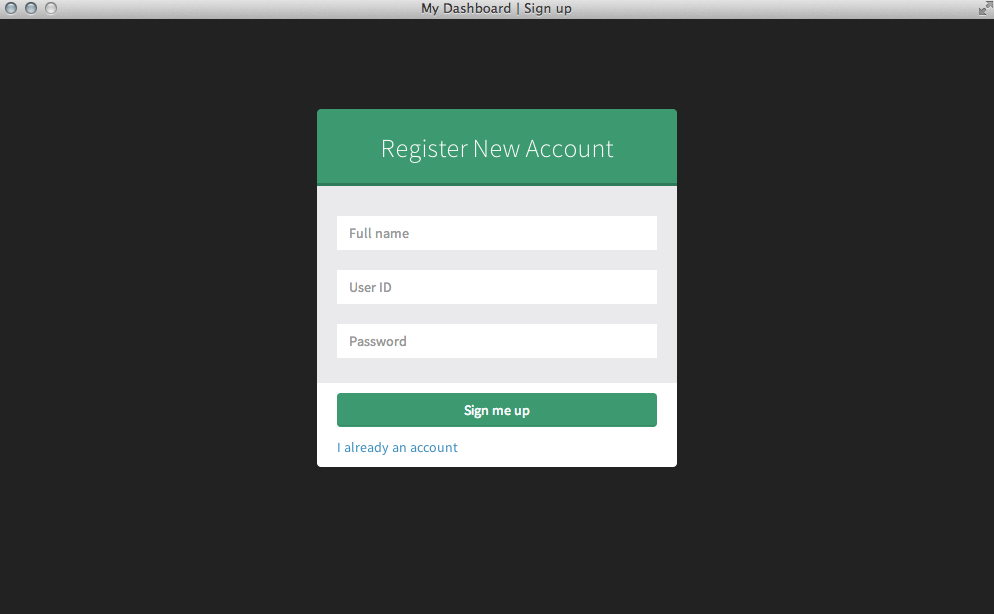 My Dashboard | Sign up
Register New Account
Full name
User ID
Password
Sign me up
I already an account